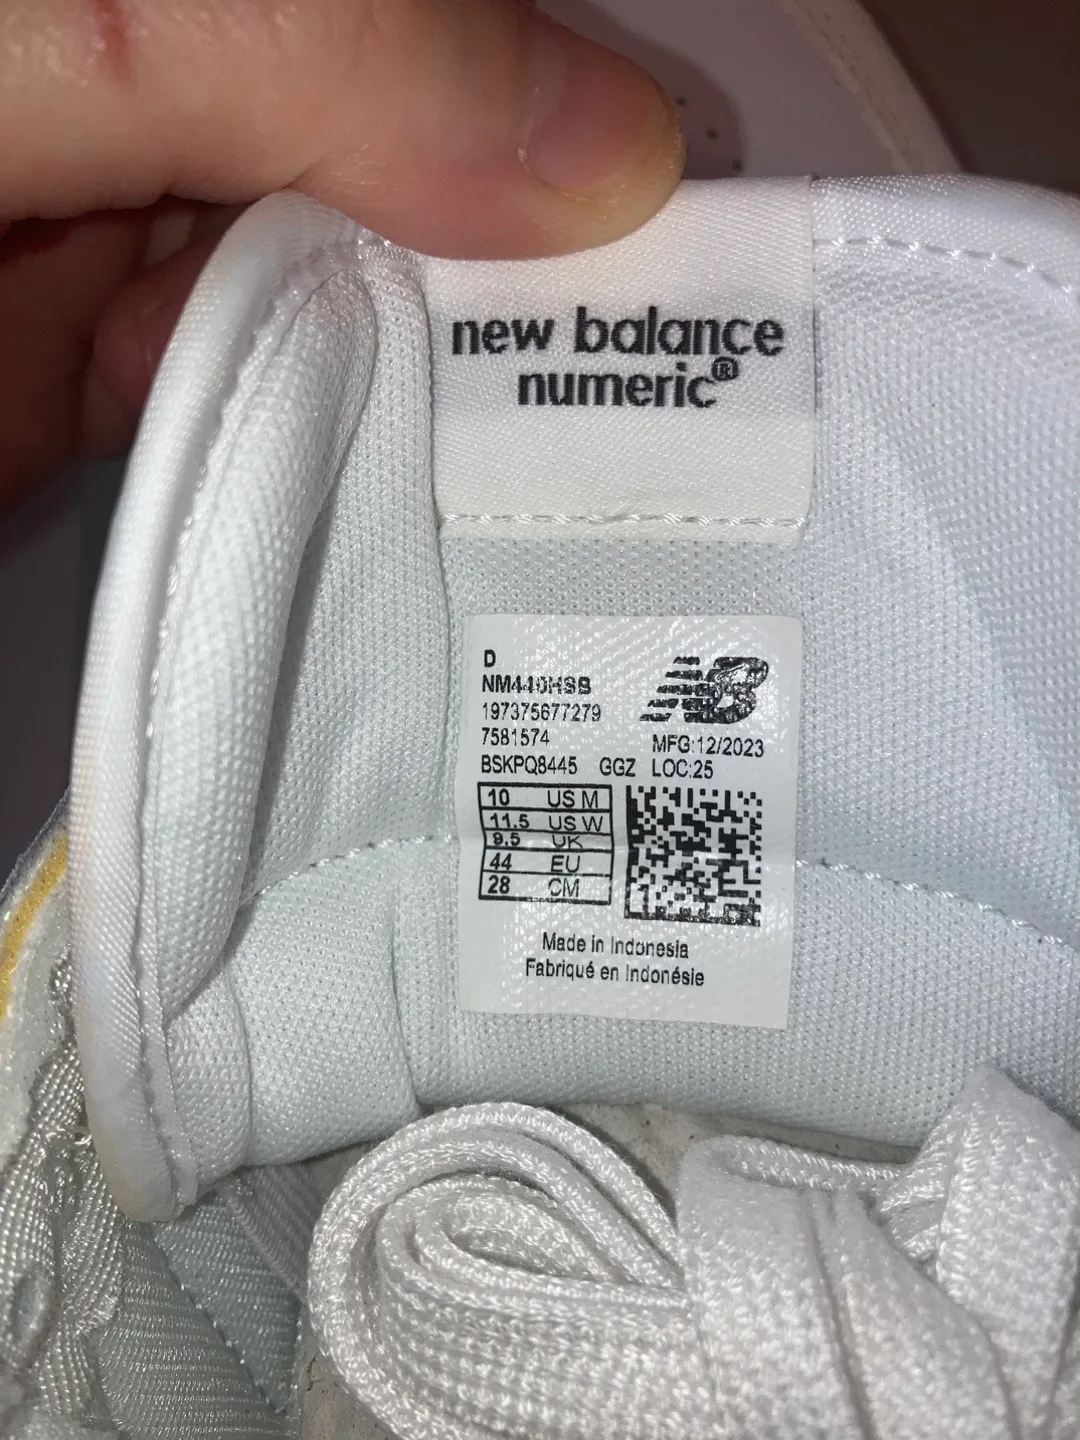 new balance
numeric®
D
NM440HSB
197375677279
7581574
MFG:12/2023
BSKPQ8445 GGZ LOC:25
10 US M
11.5 US W
9.5 UK
44 EU
28 CM
Made in Indonesia
Fabriqué en Indonésie
NB